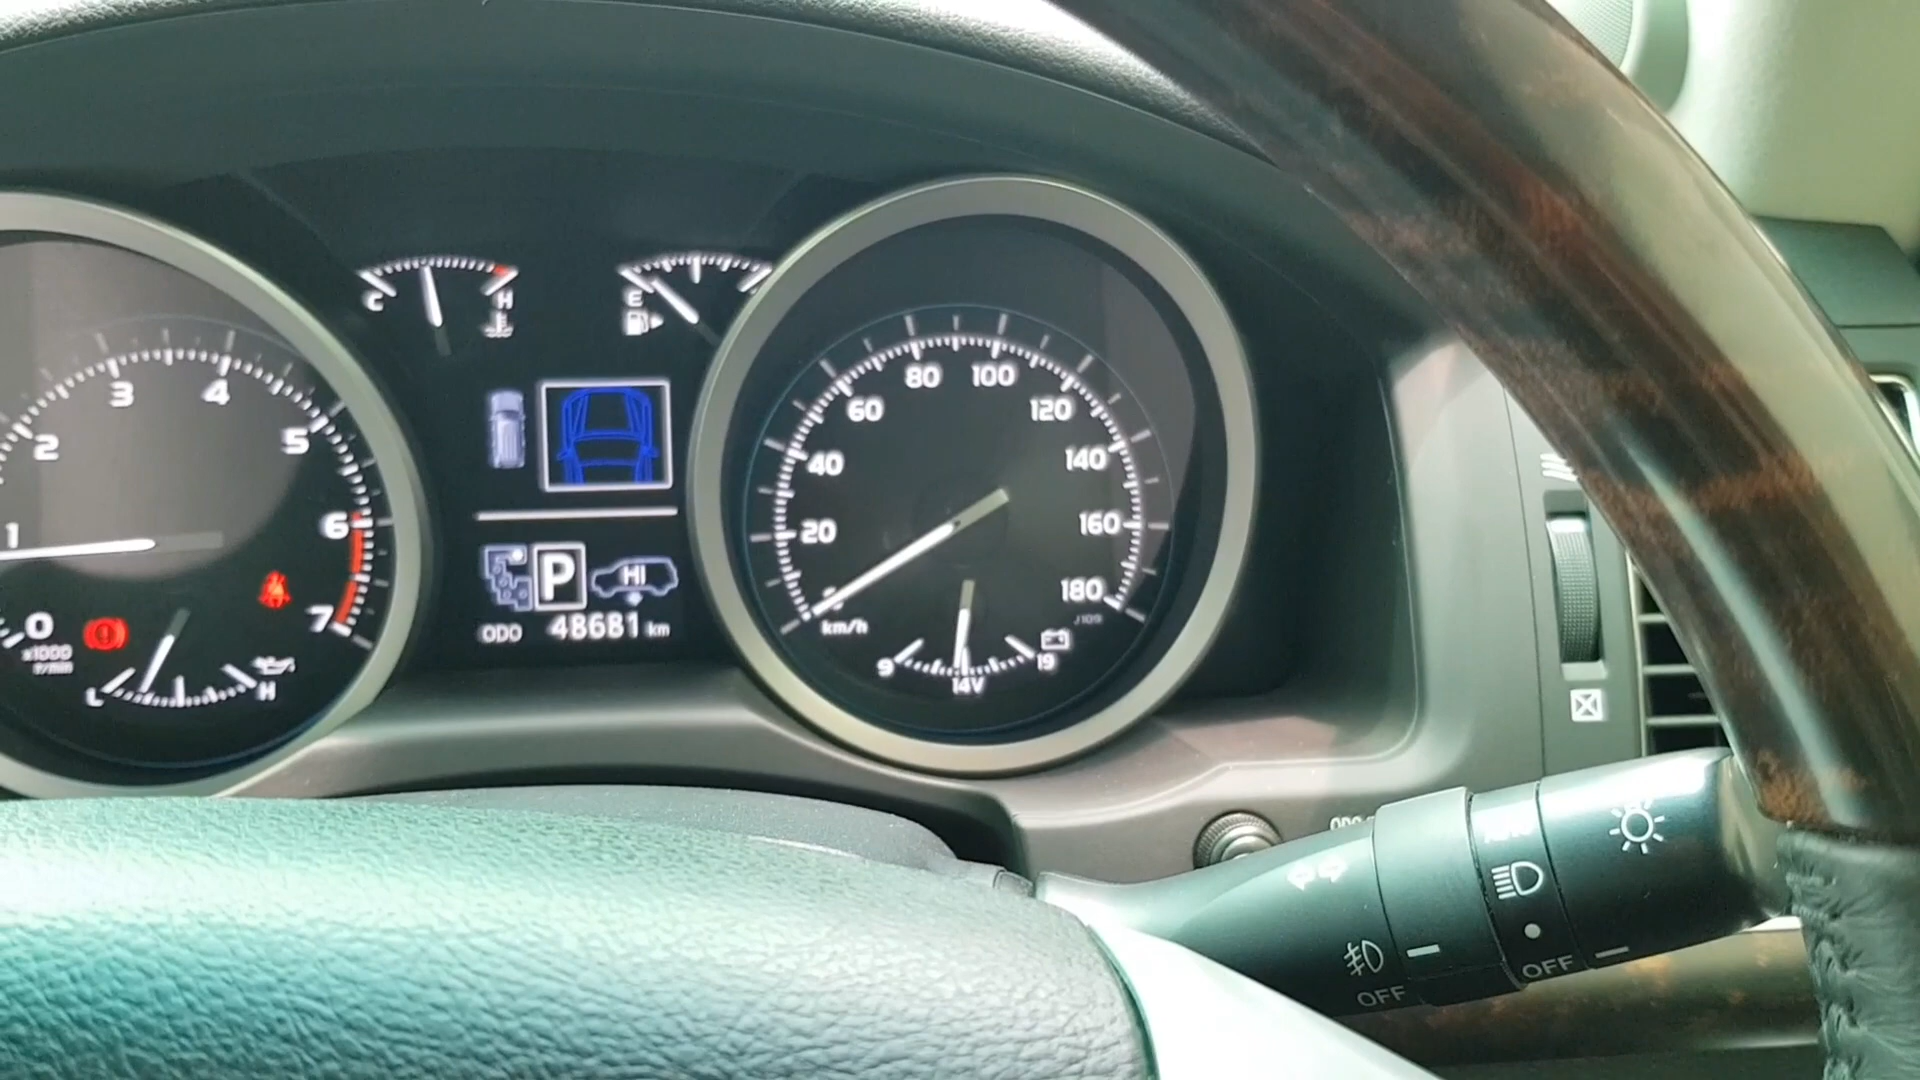 C H
E
3 4
2 5
1 6
0 7
x1000
r/min
L H
P HI
ODO 48681 km
80 100
60 120
40 140
20 160
180
km/h
J109
9 14V 19
OFF
OFF